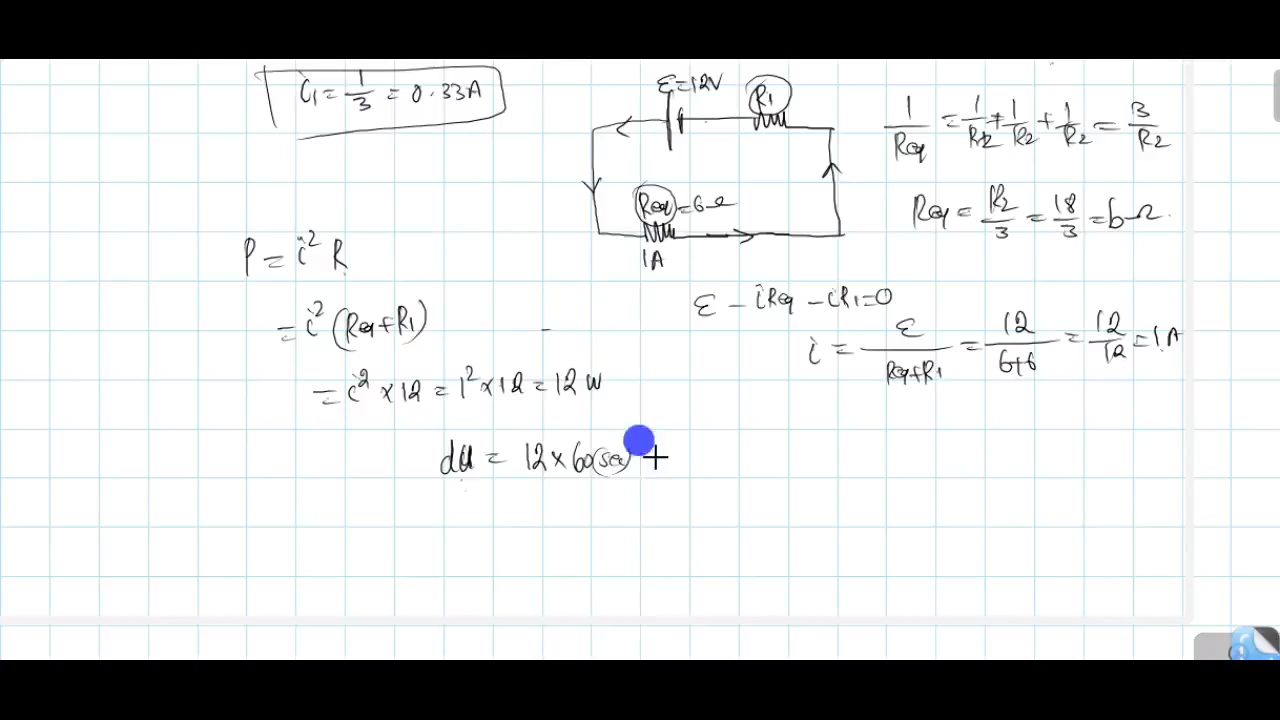 i₁ = 1/3 = 0.33A
ε=12V
R₁
1/Req = 1/R₂ + 1/R₂ + 1/R₂ = 3/R₂
Req = 6Ω
1A
Req = R₂/3 = 18/3 = 6Ω
P = i² R
= i² (Req+R₁)
= i² × 12 = 1² × 12 = 12 W
ε - iReq - iR₁ = 0
i = ε/(Req+R₁) = 12/(6+6) = 12/12 = 1A
du = 12 × 60(sec)